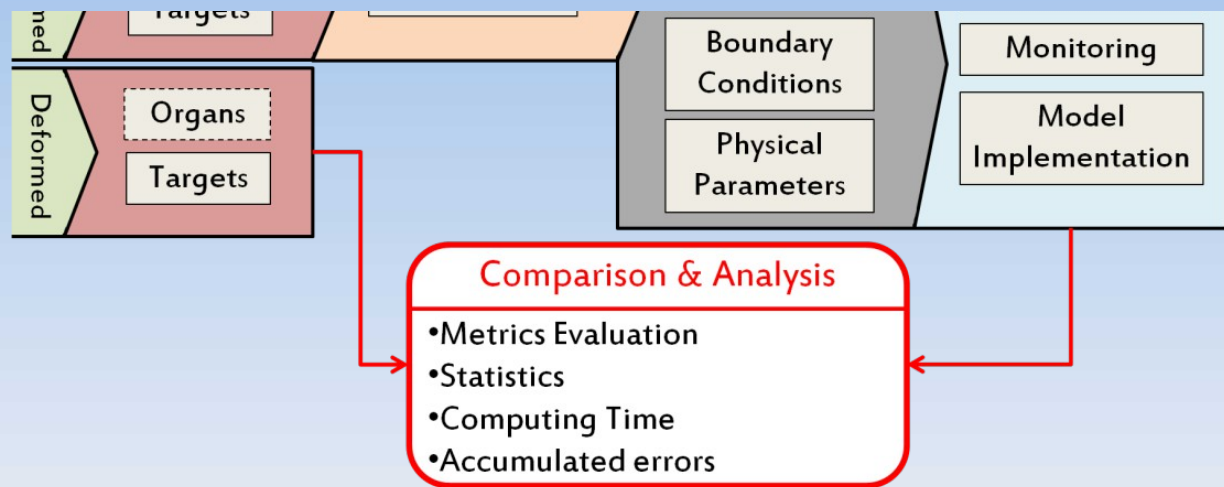 med
Targets
Deformed
Organs
Targets
Boundary
Conditions
Physical
Parameters
Monitoring
Model
Implementation
Comparison & Analysis
•Metrics Evaluation
•Statistics
•Computing Time
•Accumulated errors